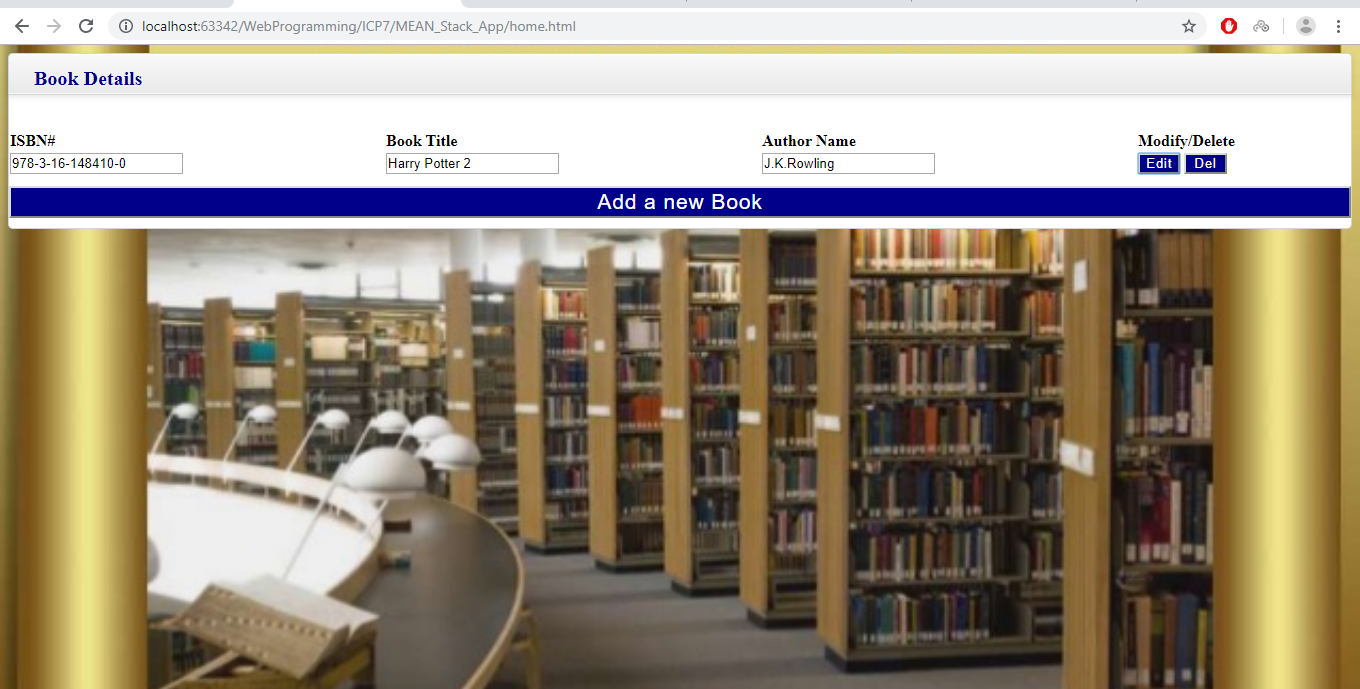 localhost:63342/WebProgramming/ICP7/MEAN_Stack_App/home.html
Book Details
ISBN# Book Title Author Name Modify/Delete
978-3-16-148410-0 Harry Potter 2 J.K.Rowling Edit Del
Add a new Book